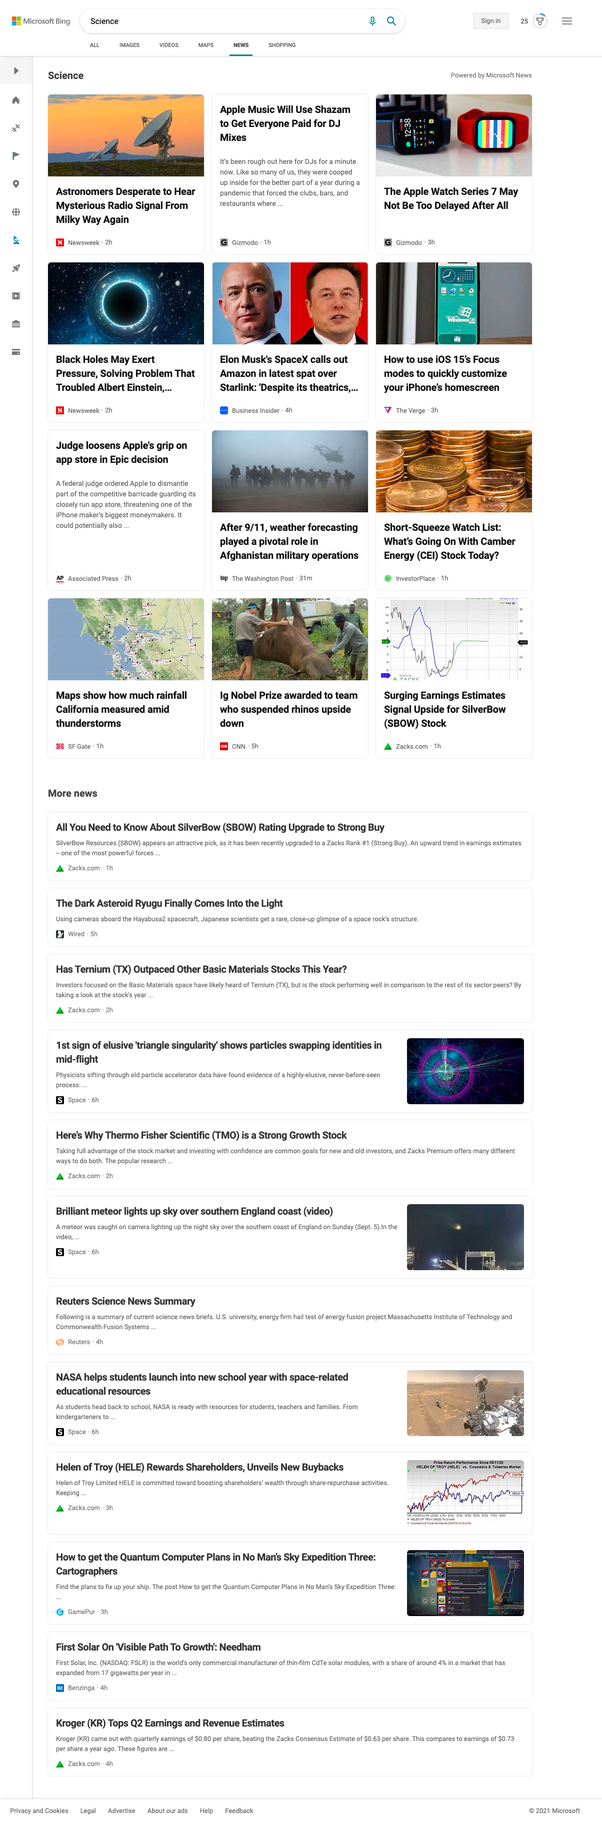 Microsoft Bing
Science
Sign in
25
ALL
IMAGES
VIDEOS
MAPS
NEWS
SHOPPING
Science
Powered by Microsoft News
Astronomers Desperate to Hear
Mysterious Radio Signal From
Milky Way Again
Newsweek · 2h
Apple Music Will Use Shazam
to Get Everyone Paid for DJ
Mixes
It's been rough out here for DJs for a minute
now. Like so many of us, they were cooped
up inside for the better part of a year during a
pandemic that forced the clubs, bars, and
restaurants where ...
Gizmodo · 1h
The Apple Watch Series 7 May
Not Be Too Delayed After All
Gizmodo · 3h
Black Holes May Exert
Pressure, Solving Problem That
Troubled Albert Einstein,...
Newsweek · 2h
Elon Musk's SpaceX calls out
Amazon in latest spat over
Starlink: 'Despite its theatrics,...
Business Insider · 4h
How to use iOS 15's Focus
modes to quickly customize
your iPhone's homescreen
The Verge · 3h
Judge loosens Apple's grip on
app store in Epic decision
A federal judge ordered Apple to dismantle
part of the competitive barricade guarding its
closely run app store, threatening one of the
iPhone maker's biggest moneymakers. It
could potentially also ...
AP
Associated Press · 2h
After 9/11, weather forecasting
played a pivotal role in
Afghanistan military operations
wp
The Washington Post · 31m
Short-Squeeze Watch List:
What's Going On With Camber
Energy (CEI) Stock Today?
InvestorPlace · 1h
Maps show how much rainfall
California measured amid
thunderstorms
SF Gate · 1h
Ig Nobel Prize awarded to team
who suspended rhinos upside
down
CNN · 5h
Surging Earnings Estimates
Signal Upside for SilverBow
(SBOW) Stock
Zacks.com · 1h
More news
All You Need to Know About SilverBow (SBOW) Rating Upgrade to Strong Buy
SilverBow Resources (SBOW) appears an attractive pick, as it has been recently upgraded to a Zacks Rank #1 (Strong Buy). An upward trend in earnings estimates
– one of the most powerful forces ...
Zacks.com · 1h
The Dark Asteroid Ryugu Finally Comes Into the Light
Using cameras aboard the Hayabusa2 spacecraft, Japanese scientists get a rare, close-up glimpse of a space rock's structure.
Wired · 5h
Has Ternium (TX) Outpaced Other Basic Materials Stocks This Year?
Investors focused on the Basic Materials space have likely heard of Ternium (TX), but is the stock performing well in comparison to the rest of its sector peers? By
taking a look at the stock's year ...
Zacks.com · 2h
1st sign of elusive 'triangle singularity' shows particles swapping identities in
mid-flight
Physicists sifting through old particle accelerator data have found evidence of a highly-elusive, never-before-seen
process: ...
Space · 6h
Here's Why Thermo Fisher Scientific (TMO) is a Strong Growth Stock
Taking full advantage of the stock market and investing with confidence are common goals for new and old investors, and Zacks Premium offers many different
ways to do both. The popular research ...
Zacks.com · 2h
Brilliant meteor lights up sky over southern England coast (video)
A meteor was caught on camera lighting up the night sky over the southern coast of England on Sunday (Sept. 5).In the
video, ...
Space · 6h
Reuters Science News Summary
Following is a summary of current science news briefs. U.S. university, energy firm hail test of energy fusion project Massachusetts Institute of Technology and
Commonwealth Fusion Systems ...
Reuters · 4h
NASA helps students launch into new school year with space-related
educational resources
As students head back to school, NASA is ready with resources for students, teachers and families. From
kindergarteners to ...
Space · 6h
Helen of Troy (HELE) Rewards Shareholders, Unveils New Buybacks
Helen of Troy Limited HELE is committed toward boosting shareholders' wealth through share-repurchase activities.
Keeping ...
Zacks.com · 3h
How to get the Quantum Computer Plans in No Man's Sky Expedition Three:
Cartographers
Find the plans to fix up your ship. The post How to get the Quantum Computer Plans in No Man's Sky Expedition Three:
...
GamePur · 3h
First Solar On 'Visible Path To Growth': Needham
First Solar, Inc. (NASDAQ: FSLR) is the world's only commercial manufacturer of thin-film CdTe solar modules, with a share of around 4% in a market that has
expanded from 17 gigawatts per year in ...
Benzinga · 4h
Kroger (KR) Tops Q2 Earnings and Revenue Estimates
Kroger (KR) came out with quarterly earnings of $0.80 per share, beating the Zacks Consensus Estimate of $0.63 per share. This compares to earnings of $0.73
per share a year ago. These figures are ...
Zacks.com · 4h
Privacy and Cookies
Legal
Advertise
About our ads
Help
Feedback
© 2021 Microsoft